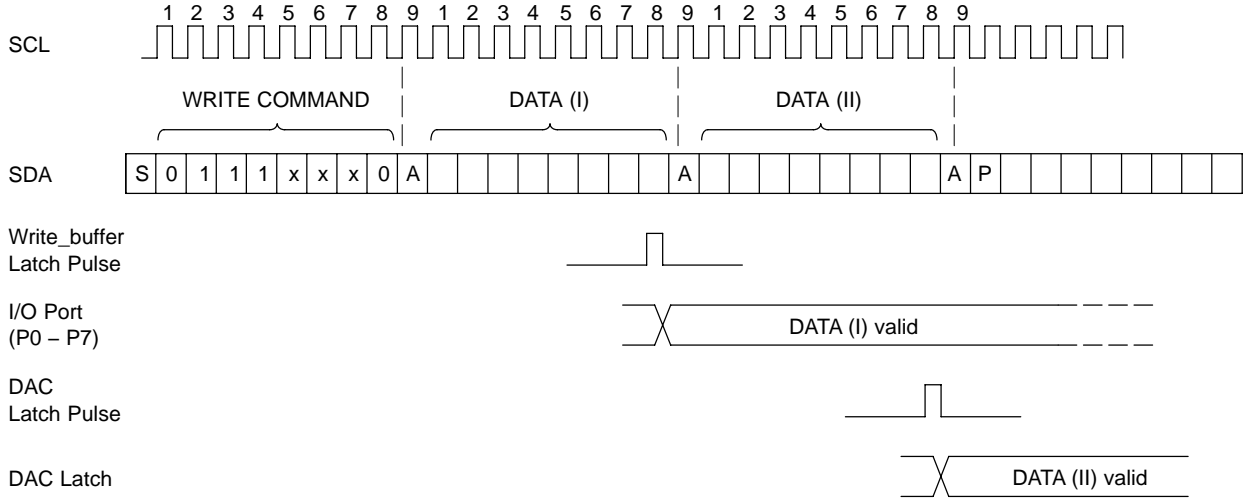 1 2 3 4 5 6 7 8 9 1 2 3 4 5 6 7 8 9 1 2 3 4 5 6 7 8 9
SCL
WRITE COMMAND DATA (I) DATA (II)
SDA S 0 1 1 1 x x x 0 A A A P
Write_buffer
Latch Pulse
I/O Port
(P0 – P7)
DATA (I) valid
DAC
Latch Pulse
DAC Latch DATA (II) valid